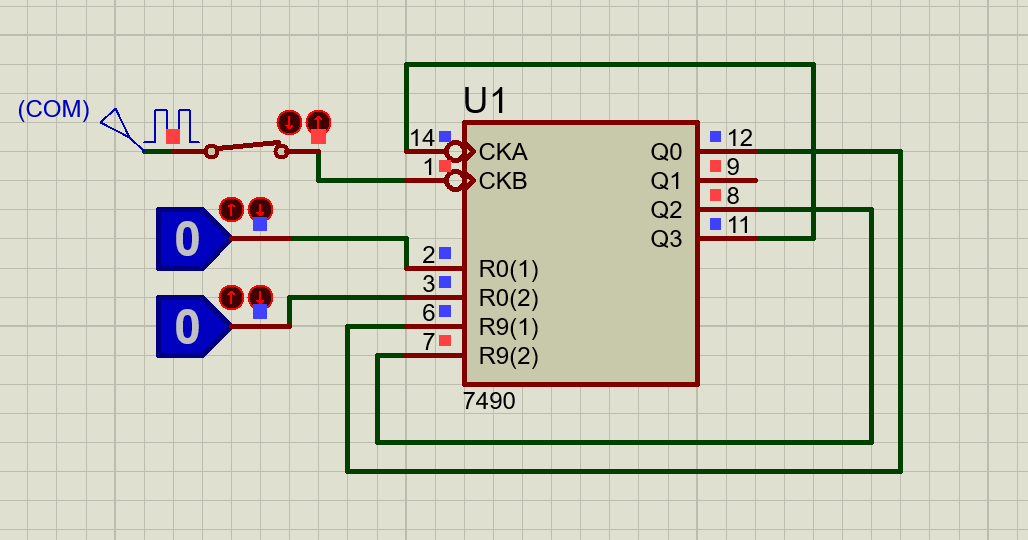 (COM)
U1
14
CKA
Q0
12
1
CKB
Q1
9
Q2
8
Q3
11
0
2
R0(1)
3
R0(2)
0
6
R9(1)
7
R9(2)
7490